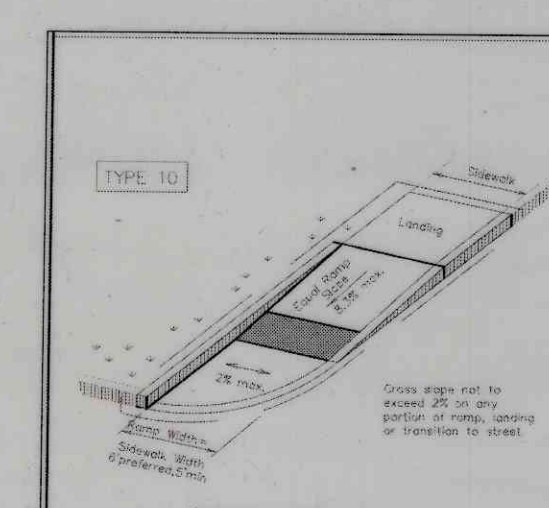 TYPE 10
Sidewalk
Landing
Equal Ramp
Slope
8.3% max.
2% max.
Cross slope not to
exceed 2% on any
portion of ramp, landing
or transition to street.
Ramp Width=
Sidewalk Width
6'preferred,5'min